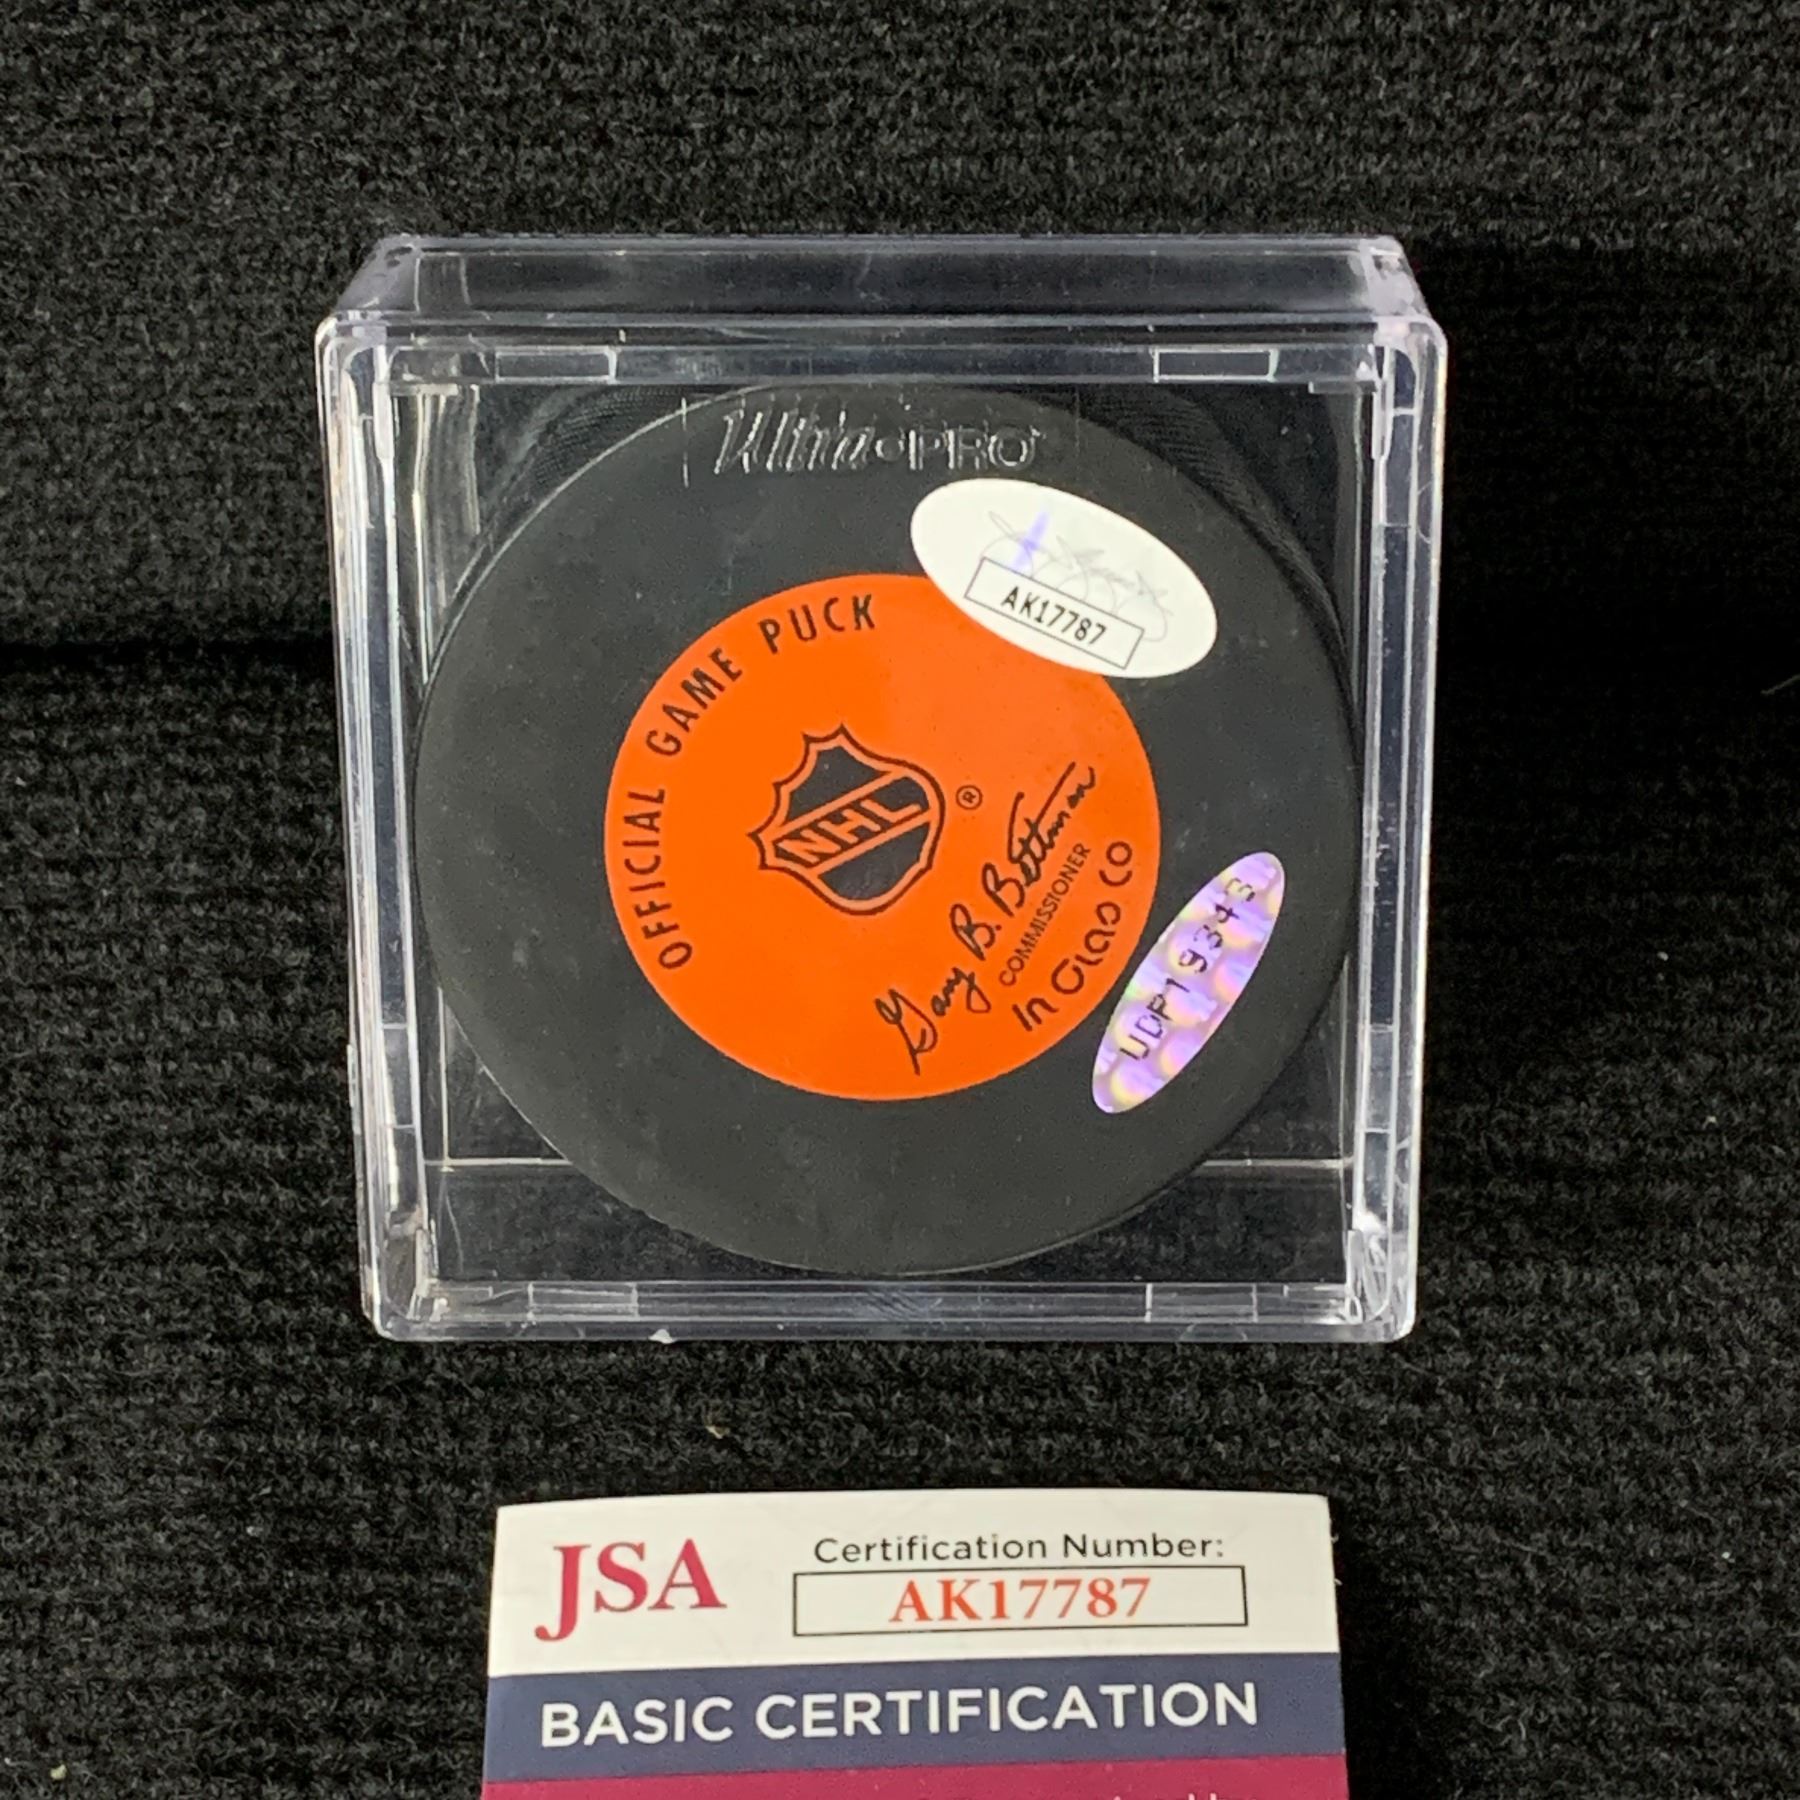 Ultra•PRO
AK17787
OFFICIAL GAME PUCK
NHL
®
Gary B. Bettman
COMMISSIONER
In Glas Co
UDP19343
JSA
Certification Number:
AK17787
BASIC CERTIFICATION